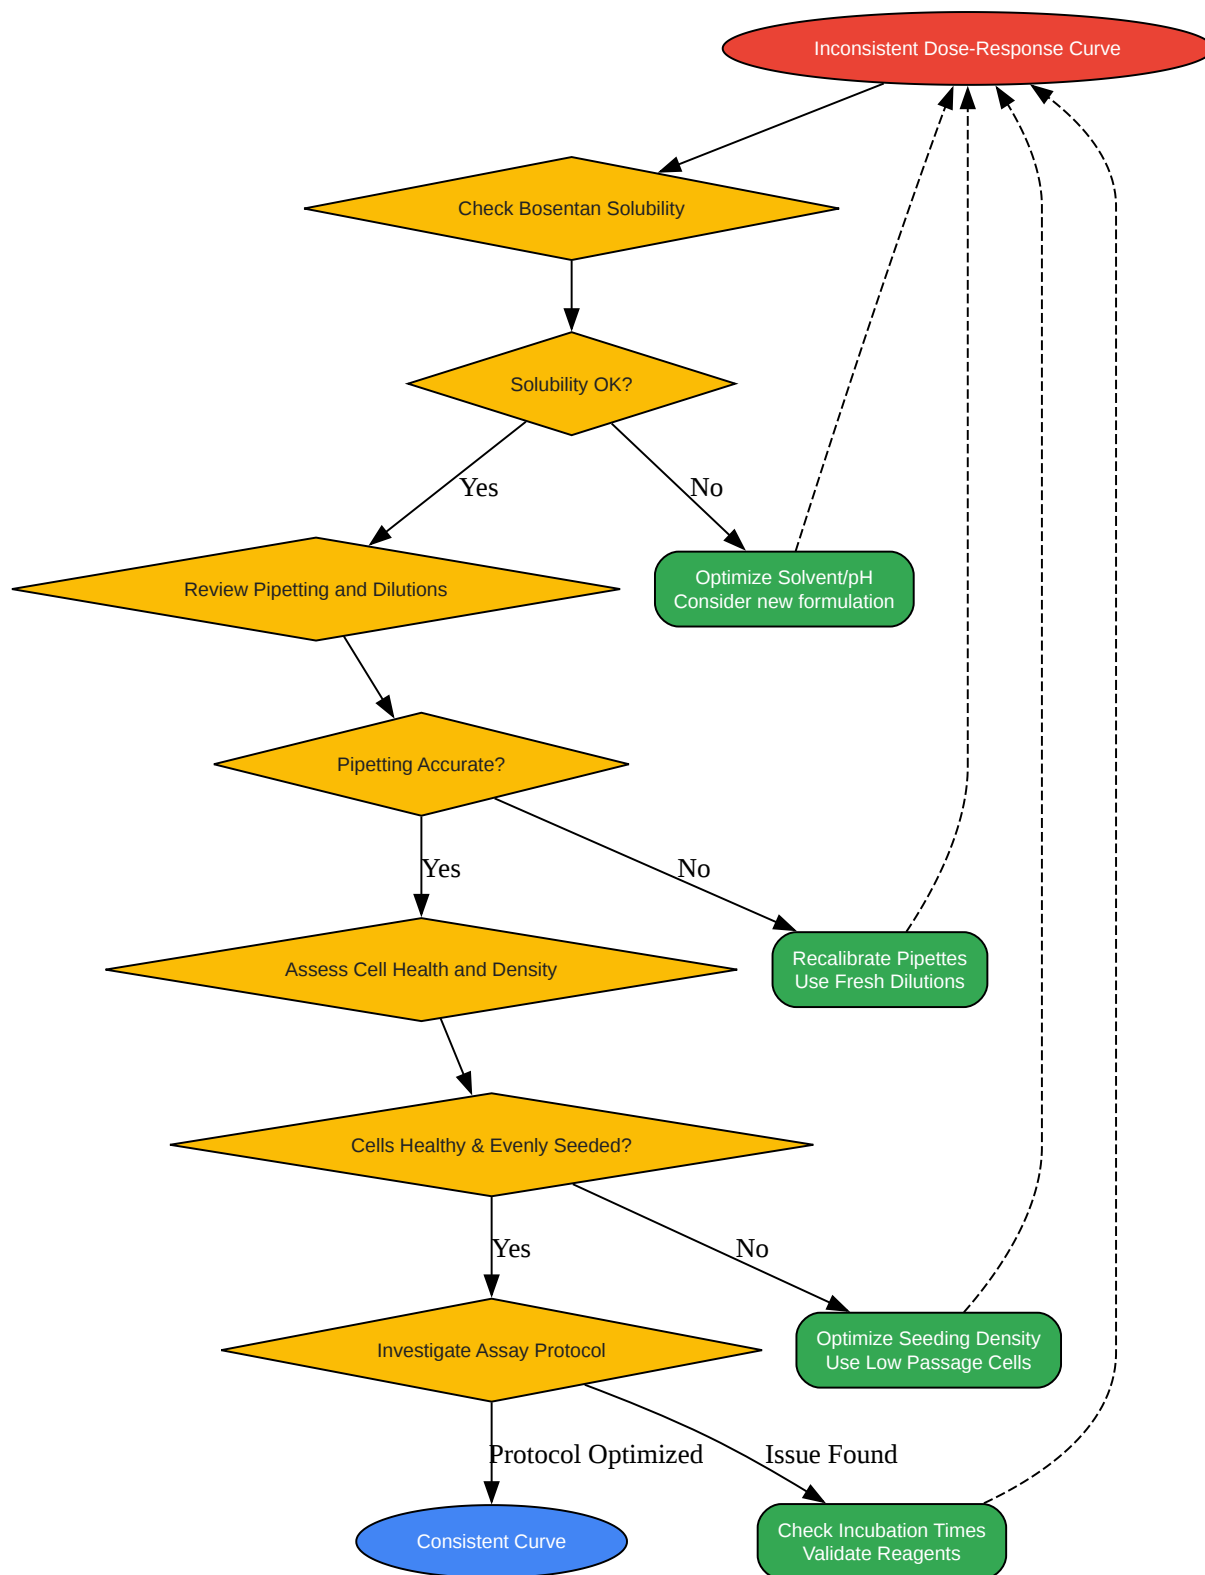 Inconsistent Dose-Response Curve
Check Bosentan Solubility
Solubility OK?
Yes
No
Review Pipetting and Dilutions
Optimize Solvent/pH
Consider new formulation
Pipetting Accurate?
Yes
No
Assess Cell Health and Density
Recalibrate Pipettes
Use Fresh Dilutions
Cells Healthy & Evenly Seeded?
Yes
No
Investigate Assay Protocol
Optimize Seeding Density
Use Low Passage Cells
Protocol Optimized
Issue Found
Consistent Curve
Check Incubation Times
Validate Reagents